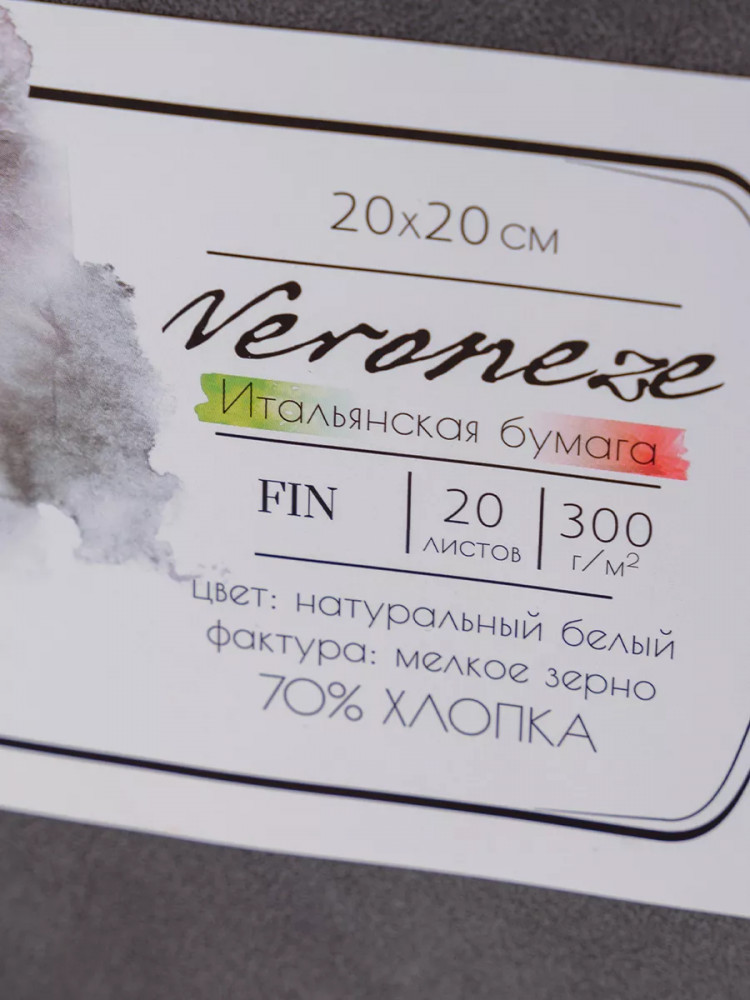 20x20 см
Veroneze
Итальянская бумага
FIN 20 листов 300 г/м²
цвет: натуральный белый
фактура: мелкое зерно
70% ХЛОПКА